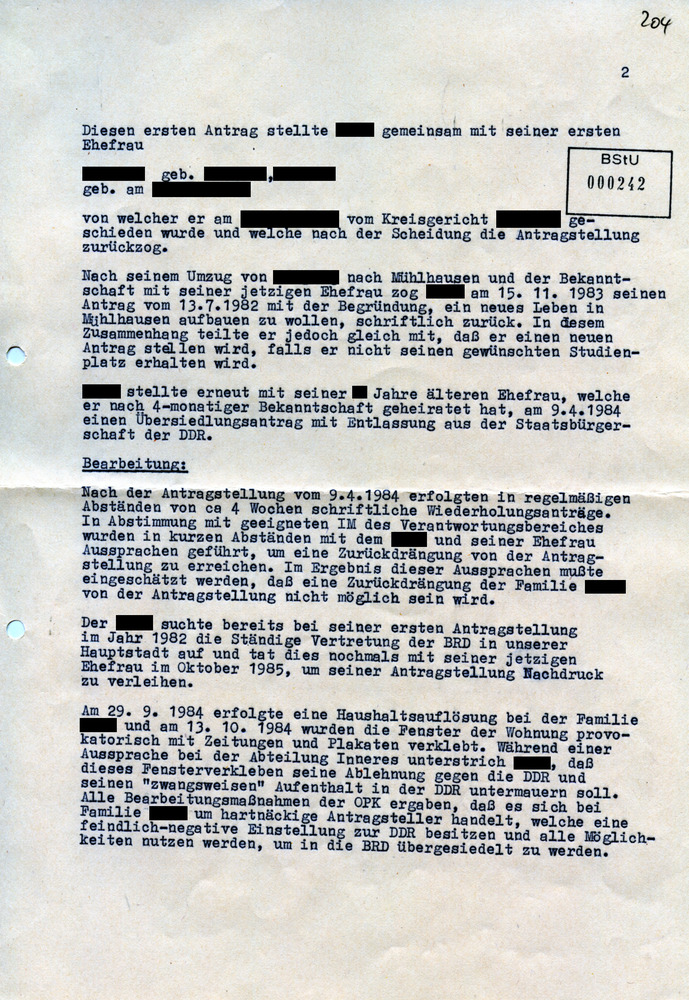 204
2
Diesen ersten Antrag stellte gemeinsam mit seiner ersten
Ehefrau
BStU
000242
geb. ,
geb. am
von welcher er am vom Kreisgericht ge-
schieden wurde und welche nach der Scheidung die Antragstellung
zurückzog.
Nach seinem Umzug von nach Mühlhausen und der Bekannt-
schaft mit seiner jetzigen Ehefrau zog am 15. 11. 1983 seinen
Antrag vom 13.7.1982 mit der Begründung, ein neues Leben in
Mühlhausen aufbauen zu wollen, schriftlich zurück. In diesem
Zusammenhang teilte er jedoch gleich mit, daß er einen neuen
Antrag stellen wird, falls er nicht seinen gewünschten Studien-
platz erhalten wird.
stellte erneut mit seiner Jahre älteren Ehefrau, welche
er nach 4-monatiger Bekanntschaft geheiratet hat, am 9.4.1984
einen Übersiedlungsantrag mit Entlassung aus der Staatsbürger-
schaft der DDR.
Bearbeitung:
Nach der Antragstellung vom 9.4.1984 erfolgten in regelmäßigen
Abständen von ca 4 Wochen schriftliche Wiederholungsanträge.
In Abstimmung mit geeigneten IM des Verantwortungsbereiches
wurden in kurzen Abständen mit dem und seiner Ehefrau
Aussprachen geführt, um eine Zurückdrängung von der Antrag-
stellung zu erreichen. Im Ergebnis dieser Aussprachen mußte
eingeschätzt werden, daß eine Zurückdrängung der Familie
von der Antragstellung nicht möglich sein wird.
Der suchte bereits bei seiner ersten Antragstellung
im Jahr 1982 die Ständige Vertretung der BRD in unserer
Hauptstadt auf und tat dies nochmals mit seiner jetzigen
Ehefrau im Oktober 1985, um seiner Antragstellung Nachdruck
zu verleihen.
Am 29. 9. 1984 erfolgte eine Haushaltsauflösung bei der Familie
und am 13. 10. 1984 wurden die Fenster der Wohnung provo-
katorisch mit Zeitungen und Plakaten verklebt. Während einer
Aussprache bei der Abteilung Inneres unterstrich , daß
dieses Fensterverkleben seine Ablehnung gegen die DDR und
seinen "zwangsweisen" Aufenthalt in der DDR untermauern soll.
Alle Bearbeitungsmaßnahmen der OPK ergaben, daß es sich bei
Familie um hartnäckige Antragsteller handelt, welche eine
feindlich-negative Einstellung zur DDR besitzen und alle Möglich-
keiten nutzen werden, um in die BRD übergesiedelt zu werden.